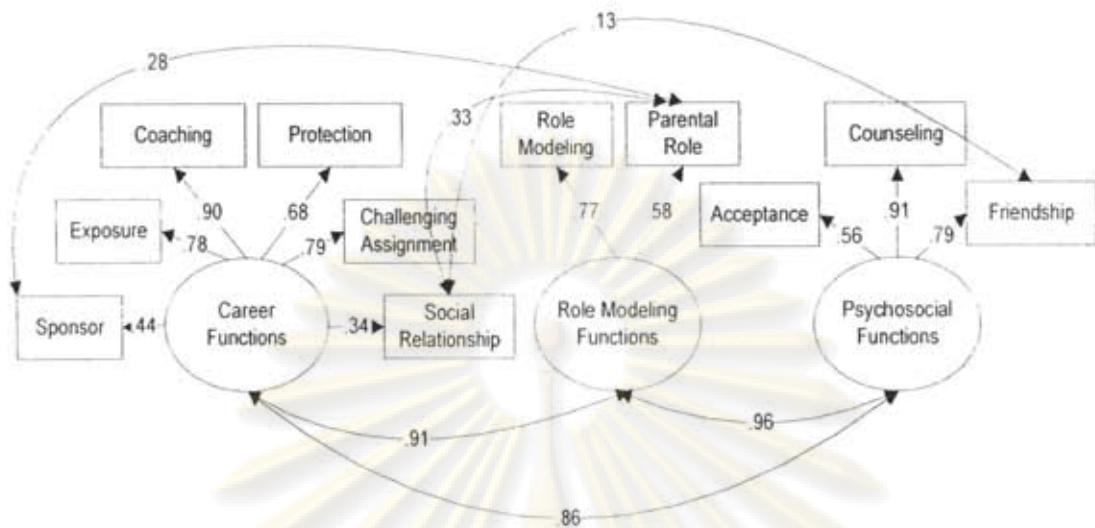 .13
.28
.33
Coaching
Protection
Role
Modeling
Parental
Role
Counseling
.90
.68
.77
.58
.91
Exposure
.78
.79
Challenging
Assignment
Acceptance
.56
.79
Friendship
Sponsor
.44
Career
Functions
.34
Social
Relationship
Role Modeling
Functions
Psychosocial
Functions
.91
.96
.86